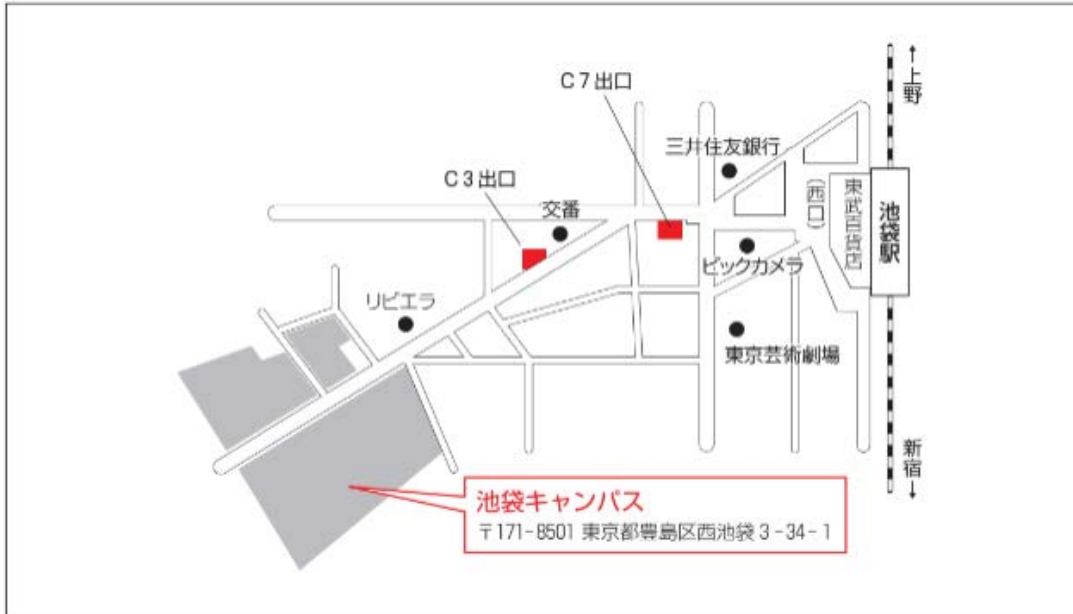 ↑上野
C7出口
三井住友銀行
C3出口
交番
(西口)
東武百貨店
池袋駅
ビックカメラ
リビエラ
東京芸術劇場
新宿↓
池袋キャンパス
〒171-8501 東京都豊島区西池袋3-34-1